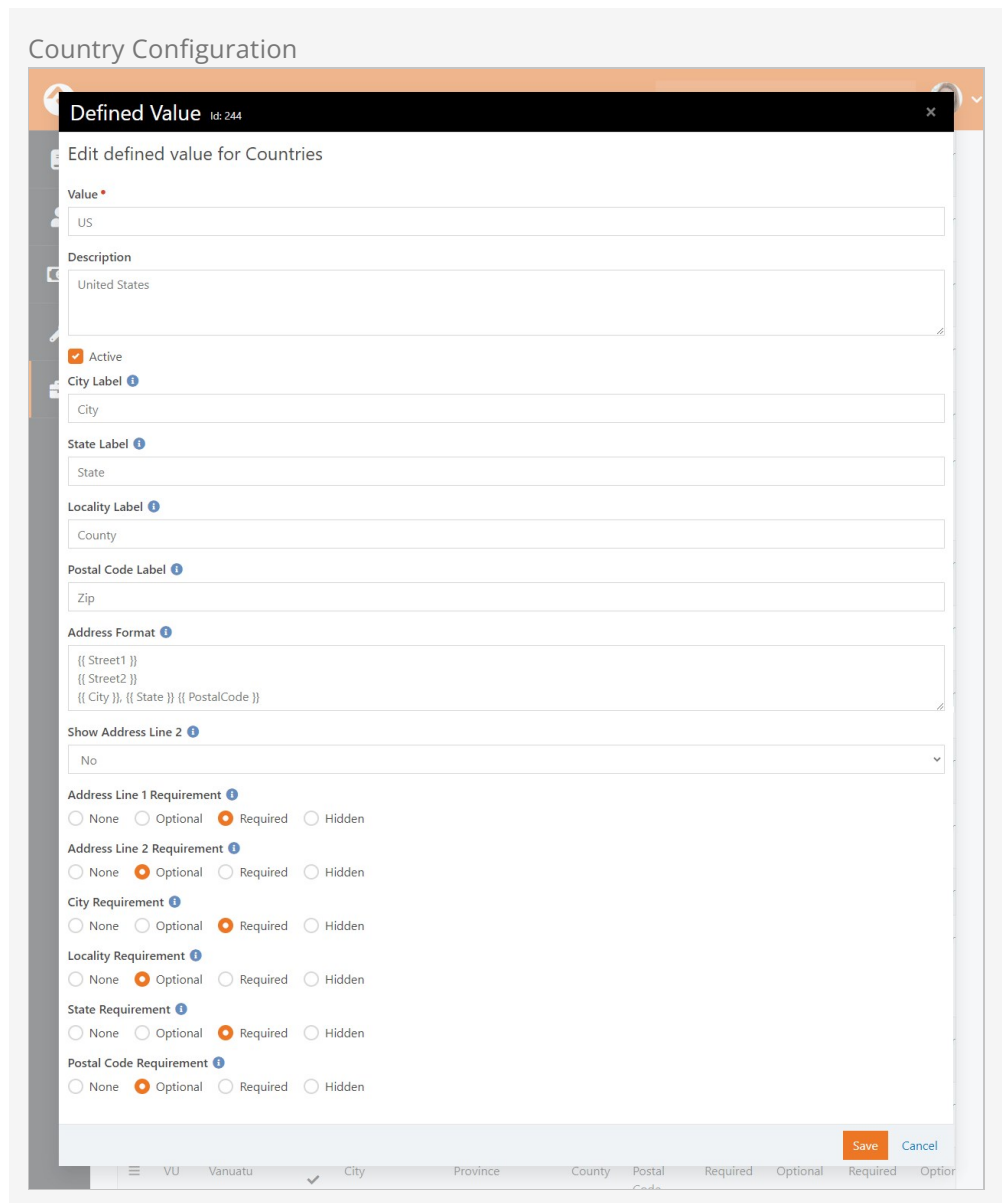 Country Configuration
Defined Value Id: 244
×
Edit defined value for Countries
Value
US
Description
United States
Active
City Label
City
State Label
State
Locality Label
County
Postal Code Label
Zip
Address Format
{{ Street1 }}
{{ Street2 }}
{{ City }}, {{ State }} {{ PostalCode }}
Show Address Line 2
No
Address Line 1 Requirement
None Optional Required Hidden
Address Line 2 Requirement
None Optional Required Hidden
City Requirement
None Optional Required Hidden
Locality Requirement
None Optional Required Hidden
State Requirement
None Optional Required Hidden
Postal Code Requirement
None Optional Required Hidden
Save Cancel
VU Vanuatu City Province County Postal Required Optional Required Option
Code